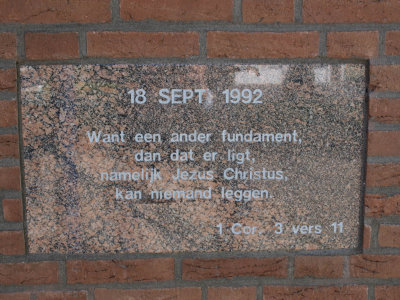 18 SEPT. 1992
Want een ander fundament,
dan dat er ligt,
namelijk Jezus Christus,
kan niemand leggen.
1 Cor. 3 vers 11